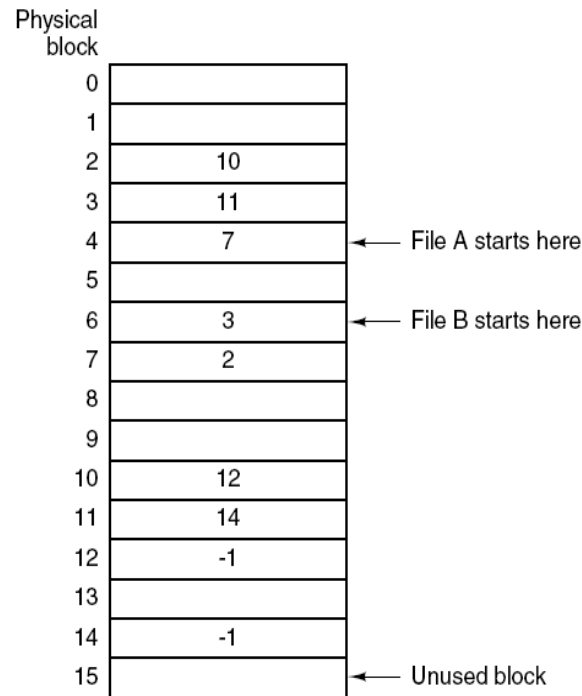 Physical
block
0
1
2 10
3 11
4 7 File A starts here
5
6 3 File B starts here
7 2
8
9
10 12
11 14
12 -1
13
14 -1
15 Unused block